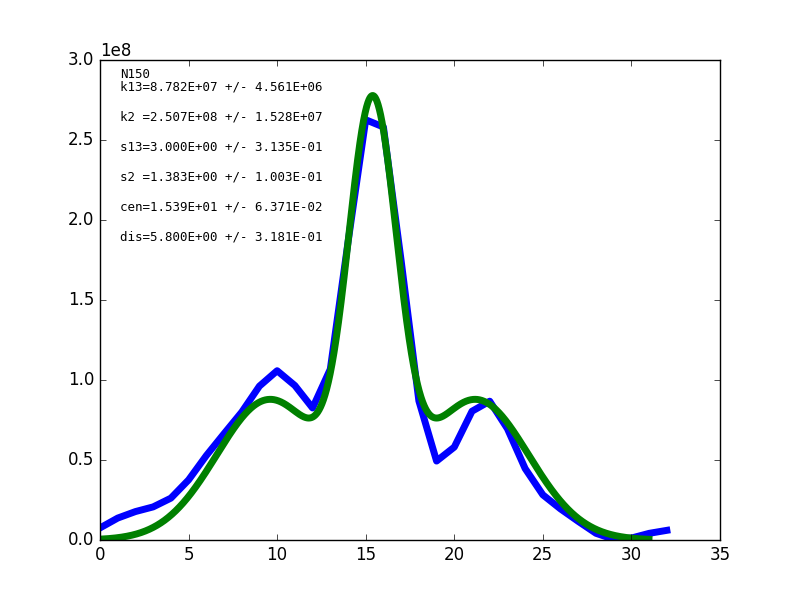 1e8
3.0
N150
k13=8.782E+07 +/- 4.561E+06
k2 =2.507E+08 +/- 1.528E+07
2.5
s13=3.000E+00 +/- 3.135E-01
s2 =1.383E+00 +/- 1.003E-01
cen=1.539E+01 +/- 6.371E-02
2.0
dis=5.800E+00 +/- 3.181E-01
1.5
1.0
0.5
0.0
0 5 10 15 20 25 30 35